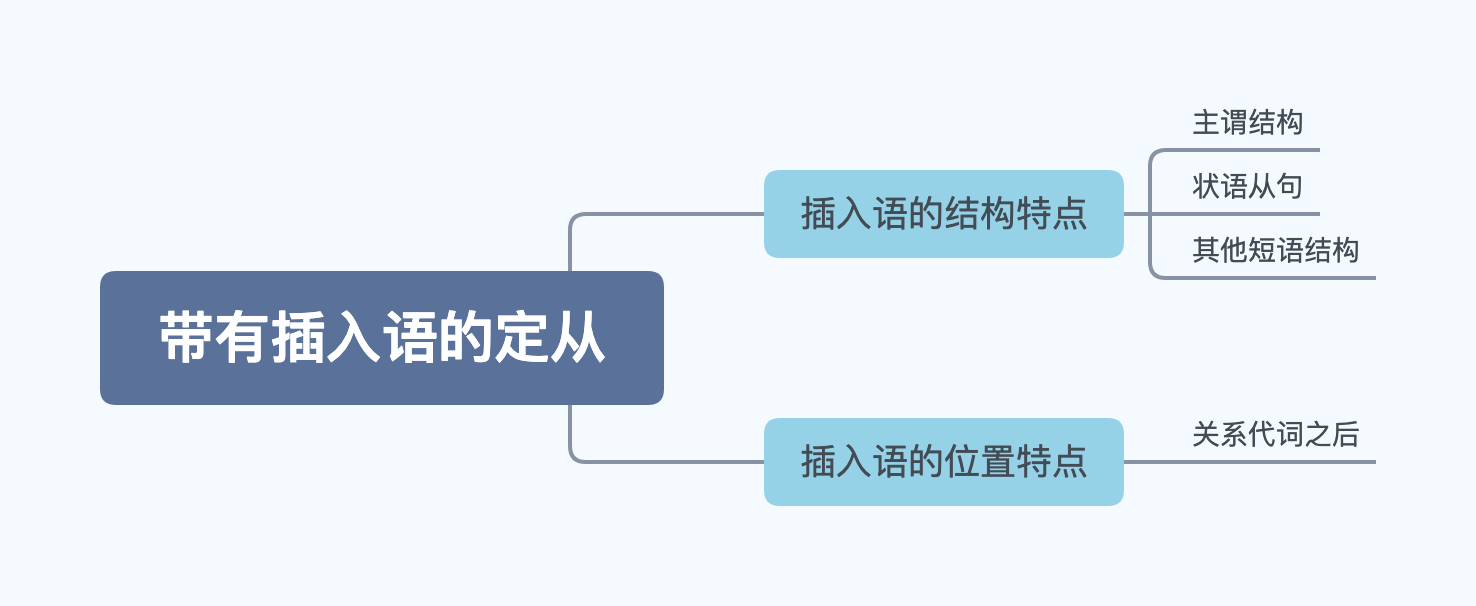 带有插入语的定从
插入语的结构特点
主谓结构
状语从句
其他短语结构
插入语的位置特点
关系代词之后